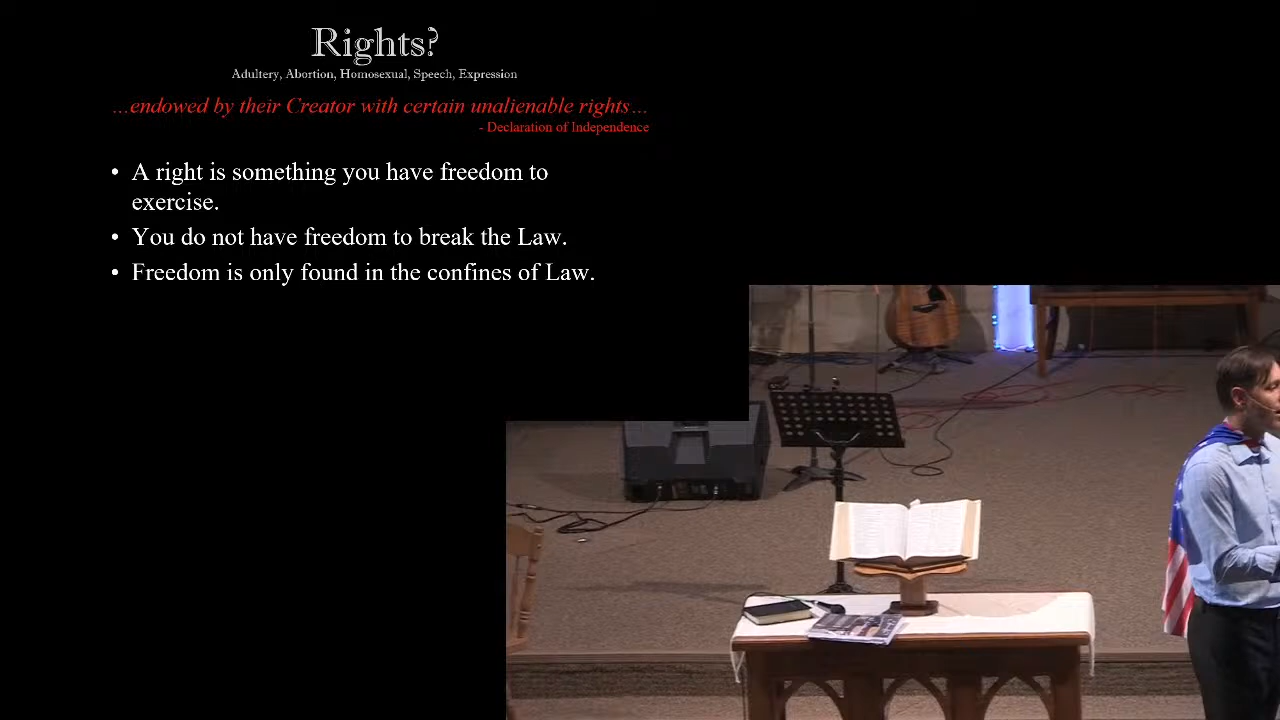 Rights?
Adultery, Abortion, Homosexual, Speech, Expression
...endowed by their Creator with certain unalienable rights...
- Declaration of Independence
• A right is something you have freedom to
exercise.
• You do not have freedom to break the Law.
• Freedom is only found in the confines of Law.